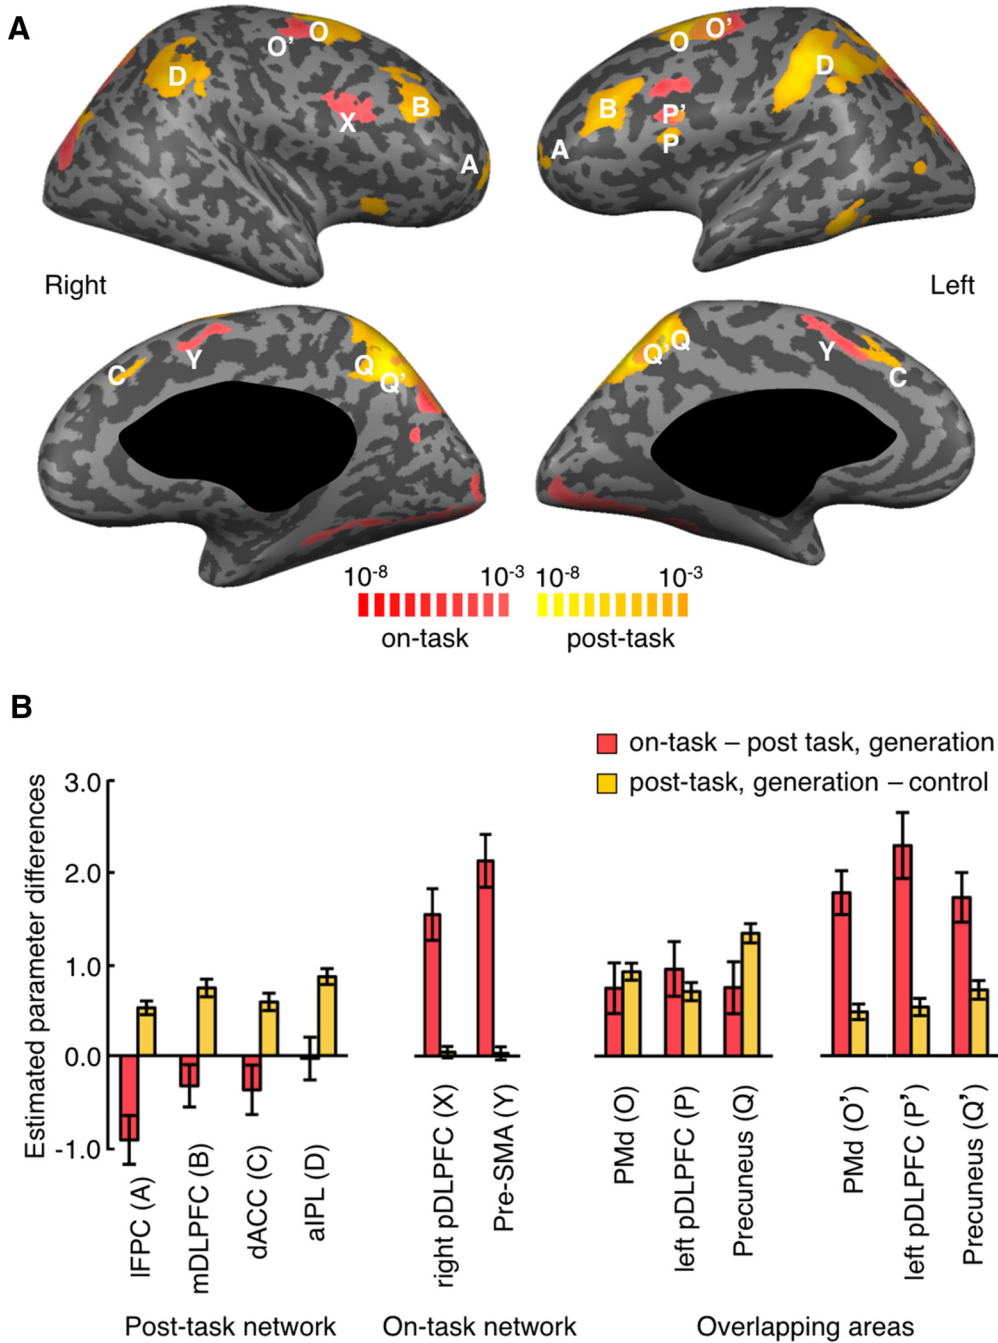 A
O'
O
D
B
X
A
O
O'
D
B
P'
A
P
Right
Left
Y
C
Q
Q'
Q'
Q
Y
C
10-8
10-3
10-8
10-3
on-task
post-task
B
on-task – post task, generation
post-task, generation – control
Estimated parameter differences
3.0
2.0
1.0
0.0
-1.0
lFPC (A)
mDLPFC (B)
dACC (C)
aIPL (D)
right pDLPFC (X)
Pre-SMA (Y)
PMd (O)
left pDLPFC (P)
Precuneus (Q)
PMd (O')
left pDLPFC (P')
Precuneus (Q')
Post-task network
On-task network
Overlapping areas